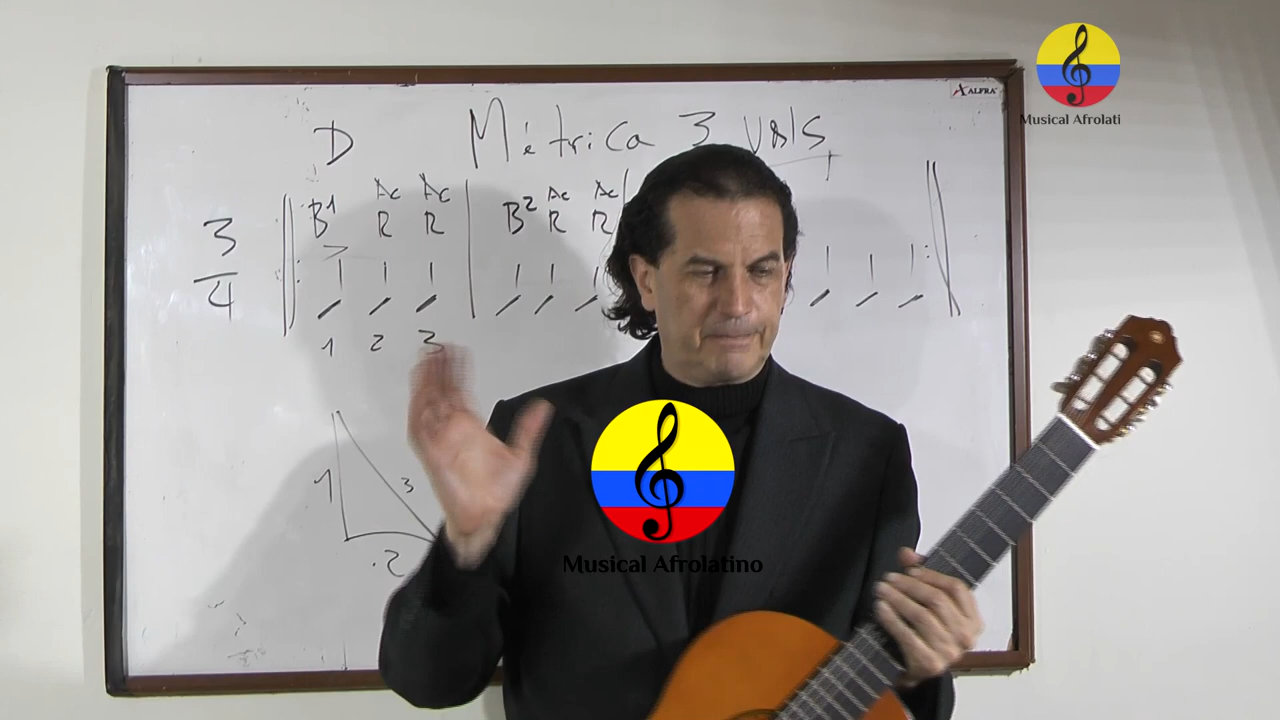 ALFRA
Musical Afrolati
D Métrica 3 vals
Ac Ac Ac Ac
B1 R R B2 R R
>
3
4
1 2 3
1 3
.2
Musical Afrolatino